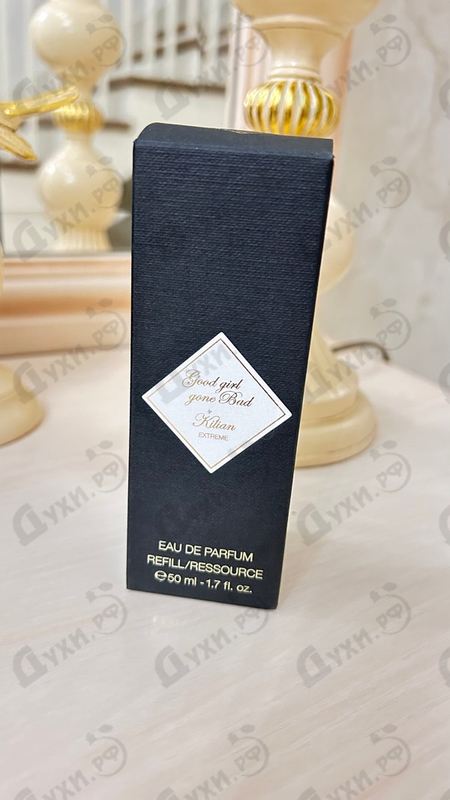 Good girl
gone Bad
by
Kilian
EXTREME
EAU DE PARFUM
REFILL/RESSOURCE
℮50 ml - 1.7 fl. oz.
Духи.рф